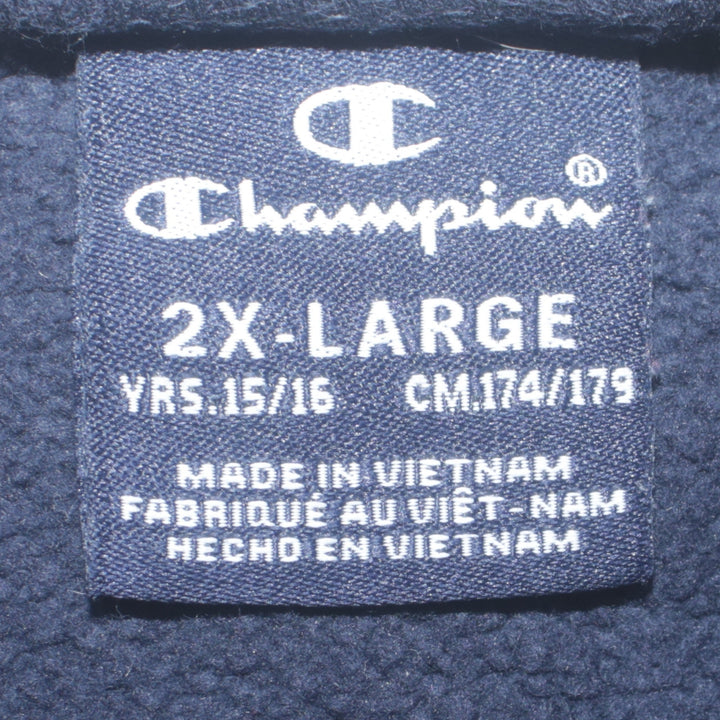 Champion®
2X-LARGE
YRS.15/16 CM.174/179
MADE IN VIETNAM
FABRIQUÉ AU VIÊT-NAM
HECHO EN VIETNAM